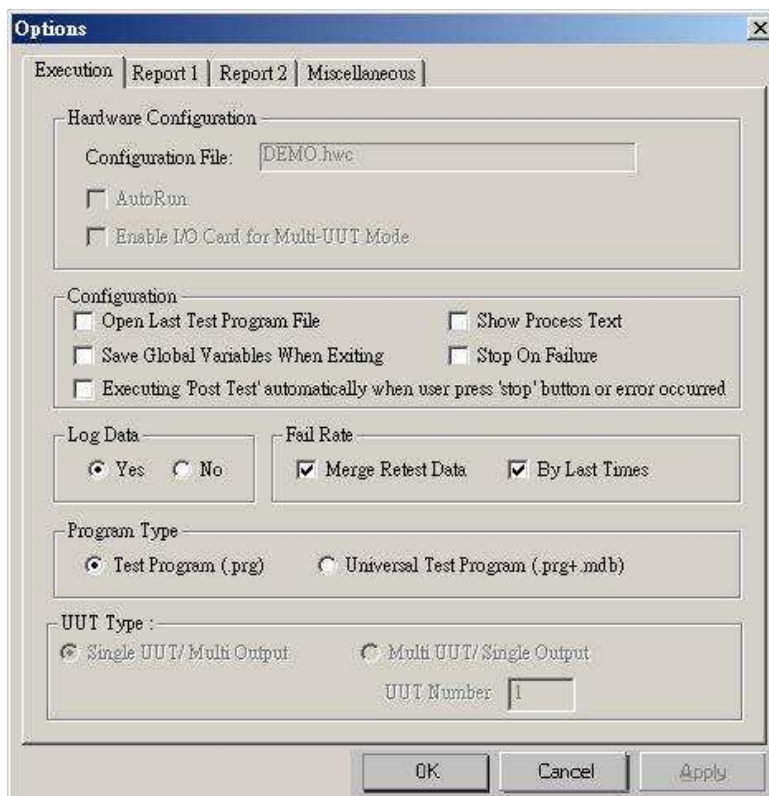 Options
Execution Report 1 Report 2 Miscellaneous
Hardware Configuration
Configuration File: DEMO.hwc
AutoRun
Enable I/O Card for Multi-UUT Mode
Configuration
Open Last Test Program File Show Process Text
Save Global Variables When Exiting Stop On Failure
Executing 'Post Test' automatically when user press 'stop' button or error occurred
Log Data Fail Rate
Yes No Merge Retest Data By Last Times
Program Type
Test Program (.prg) Universal Test Program (.prg+.mdb)
UUT Type :
Single UUT/ Multi Output Multi UUT/ Single Output
UUT Number 1
OK Cancel Apply